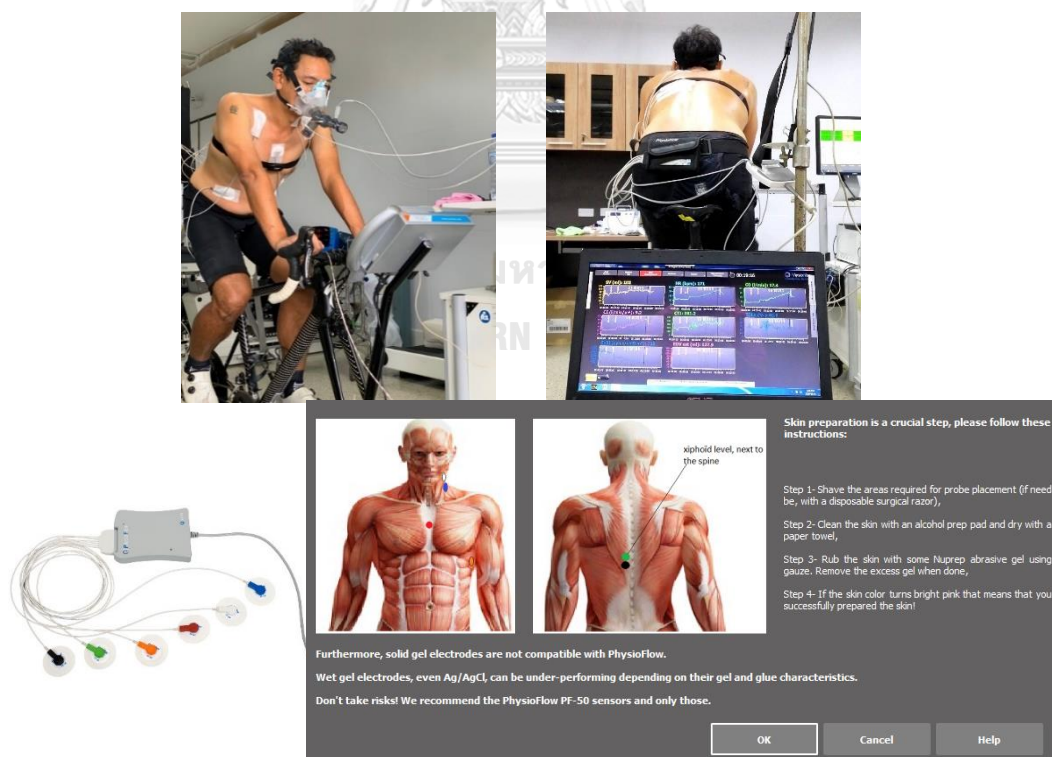 มหา
RN
xiphoid level, next to
the spine
Skin preparation is a crucial step, please follow these
instructions:
Step 1- Shave the areas required for probe placement (if need
be, with a disposable surgical razor),
Step 2- Clean the skin with an alcohol prep pad and dry with a
paper towel,
Step 3- Rub the skin with some Nuprep abrasive gel using
gauze. Remove the excess gel when done,
Step 4- If the skin color turns bright pink that means that you
successfully prepared the skin!
Furthermore, solid gel electrodes are not compatible with PhysioFlow.
Wet gel electrodes, even Ag/AgCl, can be under-performing depending on their gel and glue characteristics.
Don't take risks! We recommend the PhysioFlow PF-50 sensors and only those.
OK
Cancel
Help